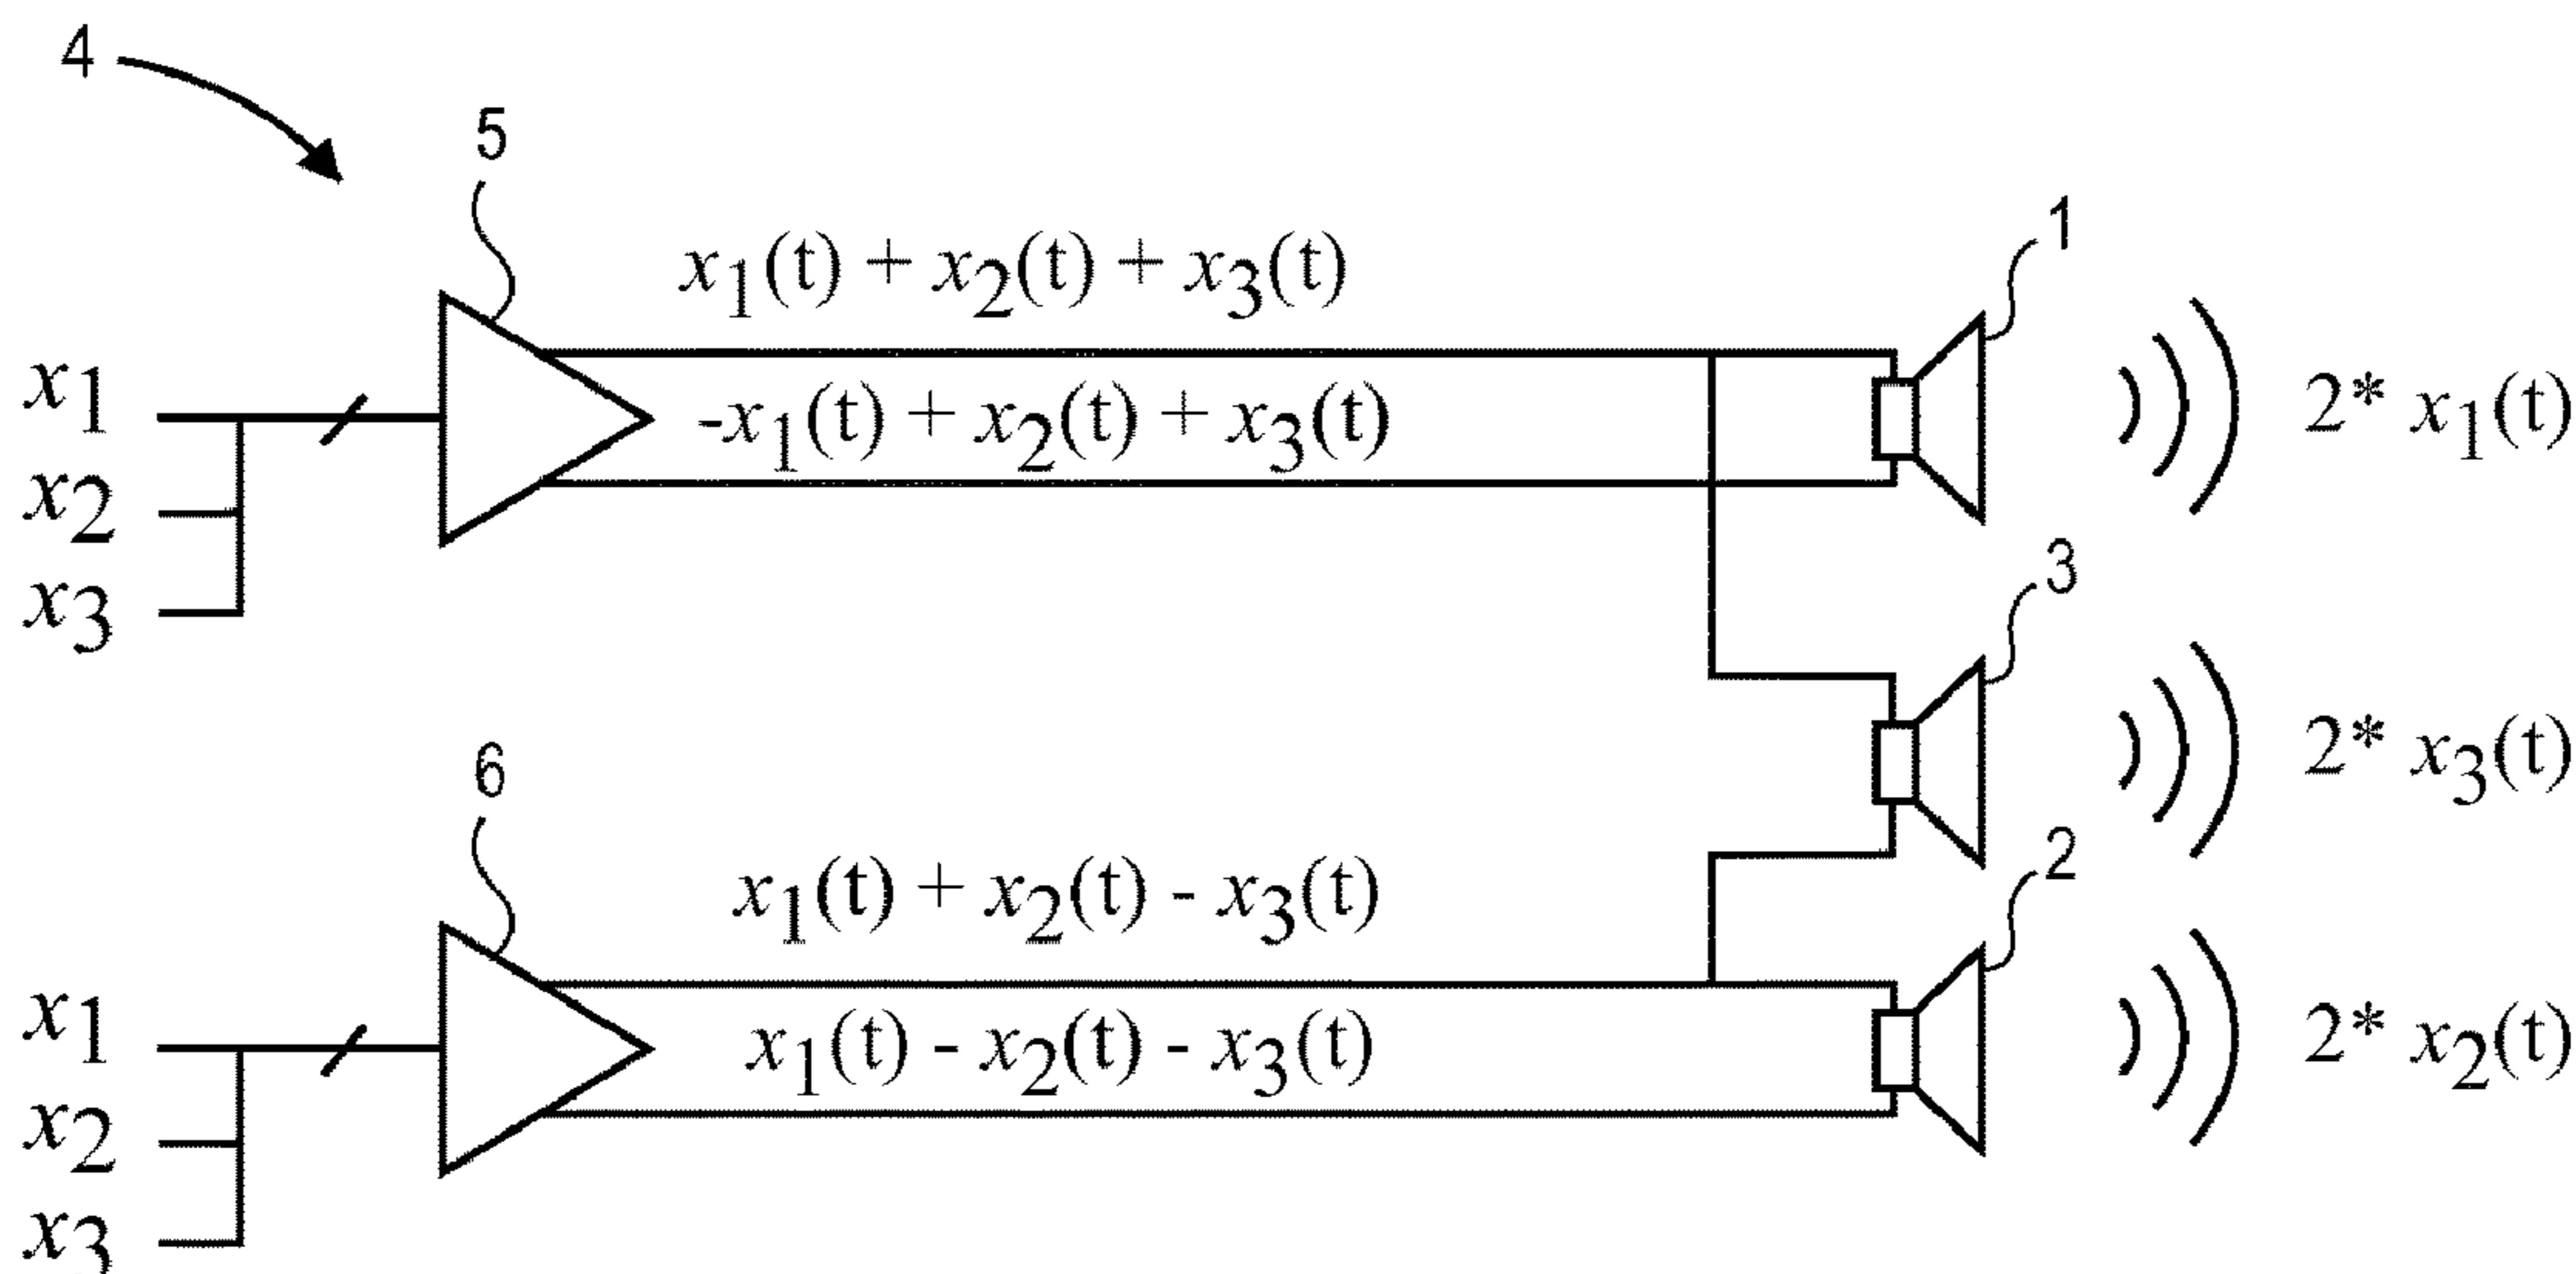 4
5
1
x₁(t) + x₂(t) + x₃(t)
x₁
-x₁(t) + x₂(t) + x₃(t)
2* x₁(t)
x₂
x₃
3
2* x₃(t)
6
2
x₁(t) + x₂(t) - x₃(t)
x₁
x₁(t) - x₂(t) - x₃(t)
2* x₂(t)
x₂
x₃